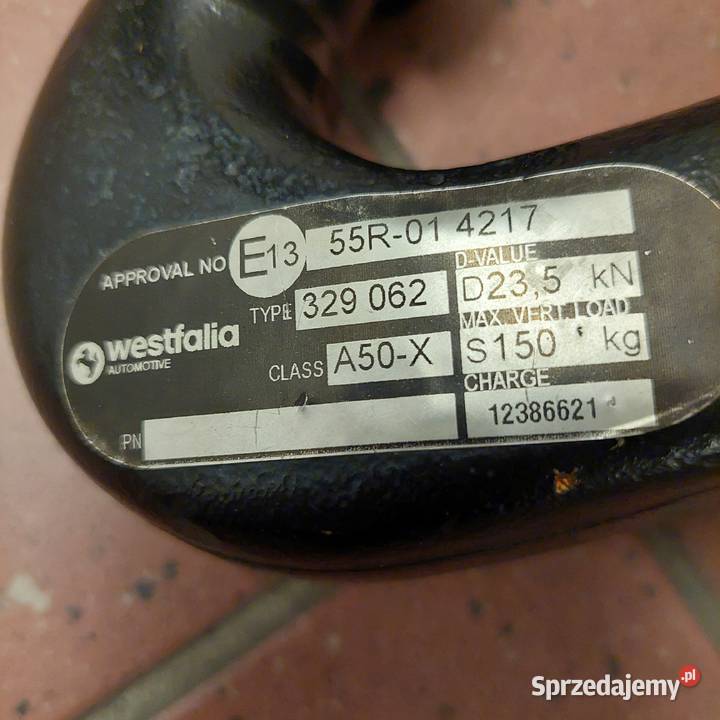 APPROVAL NO E13 55R-01 4217
D-VALUE
TYPE 329 062 D23,5 kN
MAX. VERT. LOAD
westfalia
AUTOMOTIVE
CLASS A50-X S150 kg
CHARGE
PN 12386621
Sprzedajemy.pl